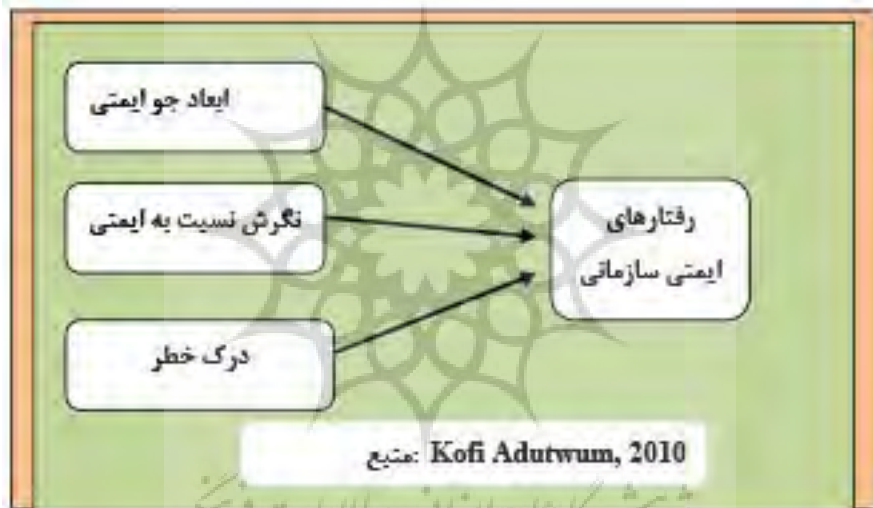 ابعاد جو ایمنی
نگرش نسبت به ایمنی
درک خطر
رفتارهای
ایمنی سازمانی
منبع: Kofi Adutwum, 2010